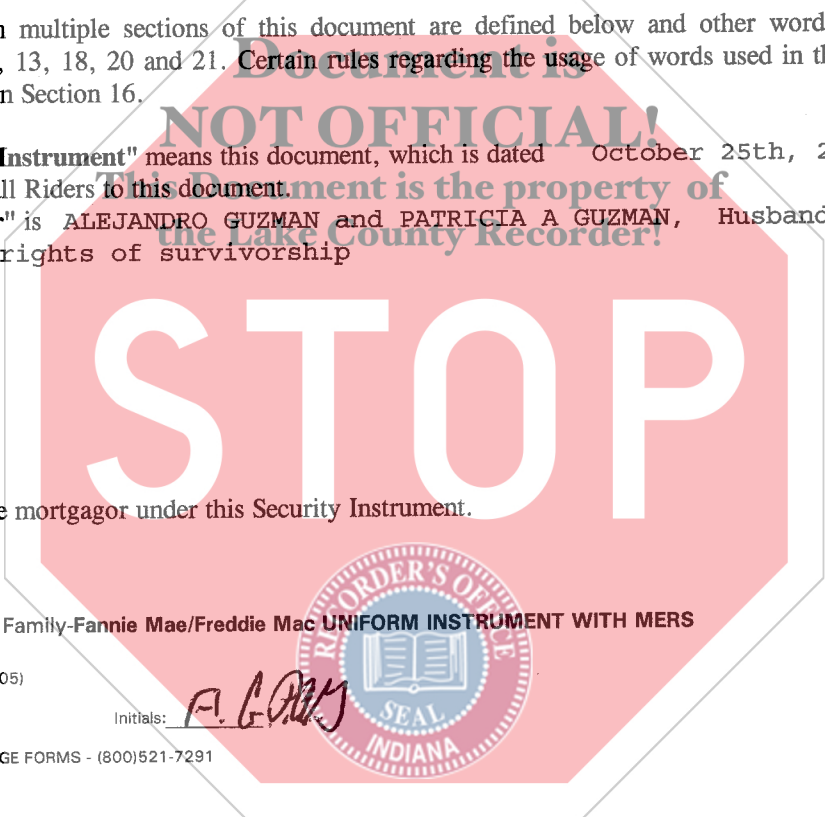 multiple sections of this document are defined below and other word
, 13, 18, 20 and 21. Certain rules regarding the usage of words used in
n Section 16.
Document is
NOT OFFICIAL!
This Document is the property of
the Lake County Recorder!
Instrument" means this document, which is dated October 25th, 2
ll Riders to this document.
" is ALEJANDRO GUZMAN and PATRICIA A GUZMAN, Husband
rights of survivorship
STOP
e mortgagor under this Security Instrument.
RECORDER'S OFFICE
SEAL
INDIANA
Family-Fannie Mae/Freddie Mac UNIFORM INSTRUMENT WITH MERS
05)
Initials: A. G. PAG
GE FORMS - (800)521-7291